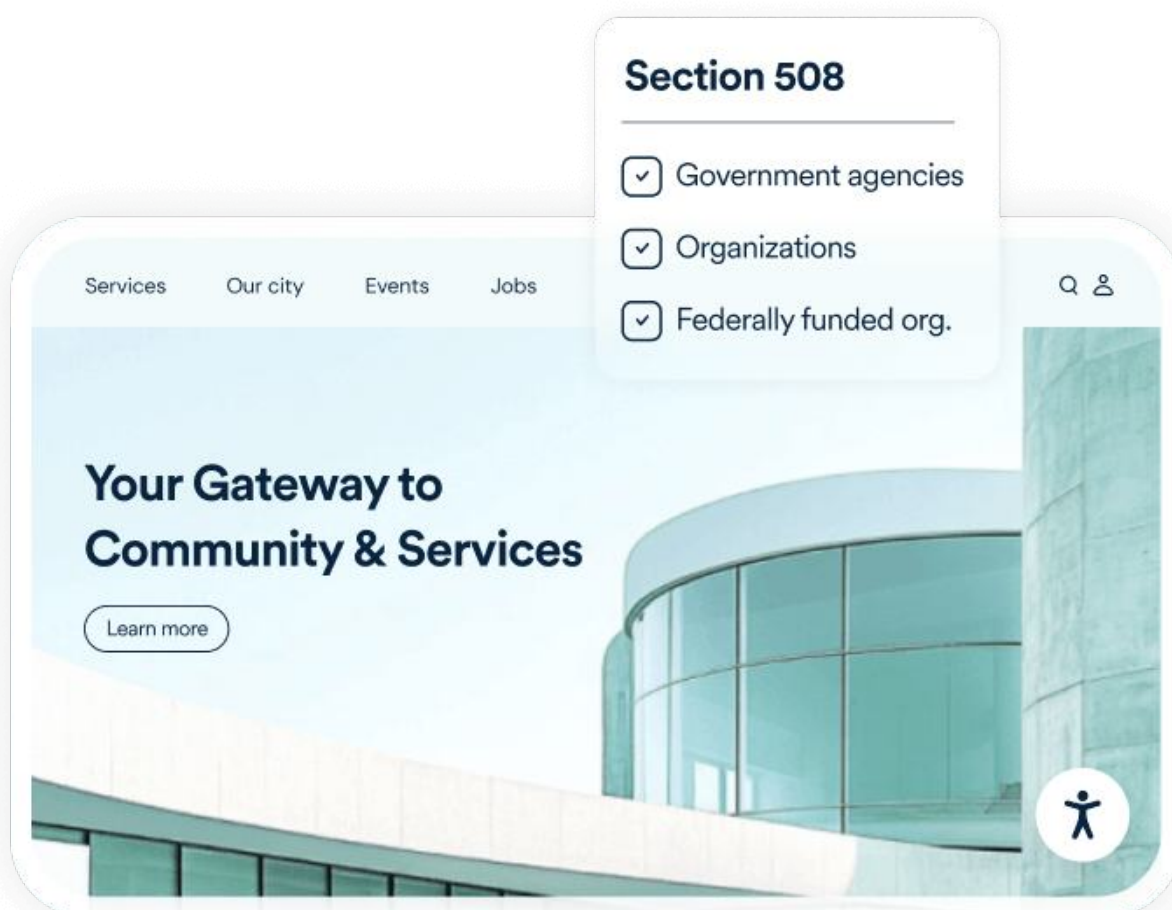 Section 508
Government agencies
Organizations
Federally funded org.
Services Our city Events Jobs
Your Gateway to
Community & Services
Learn more